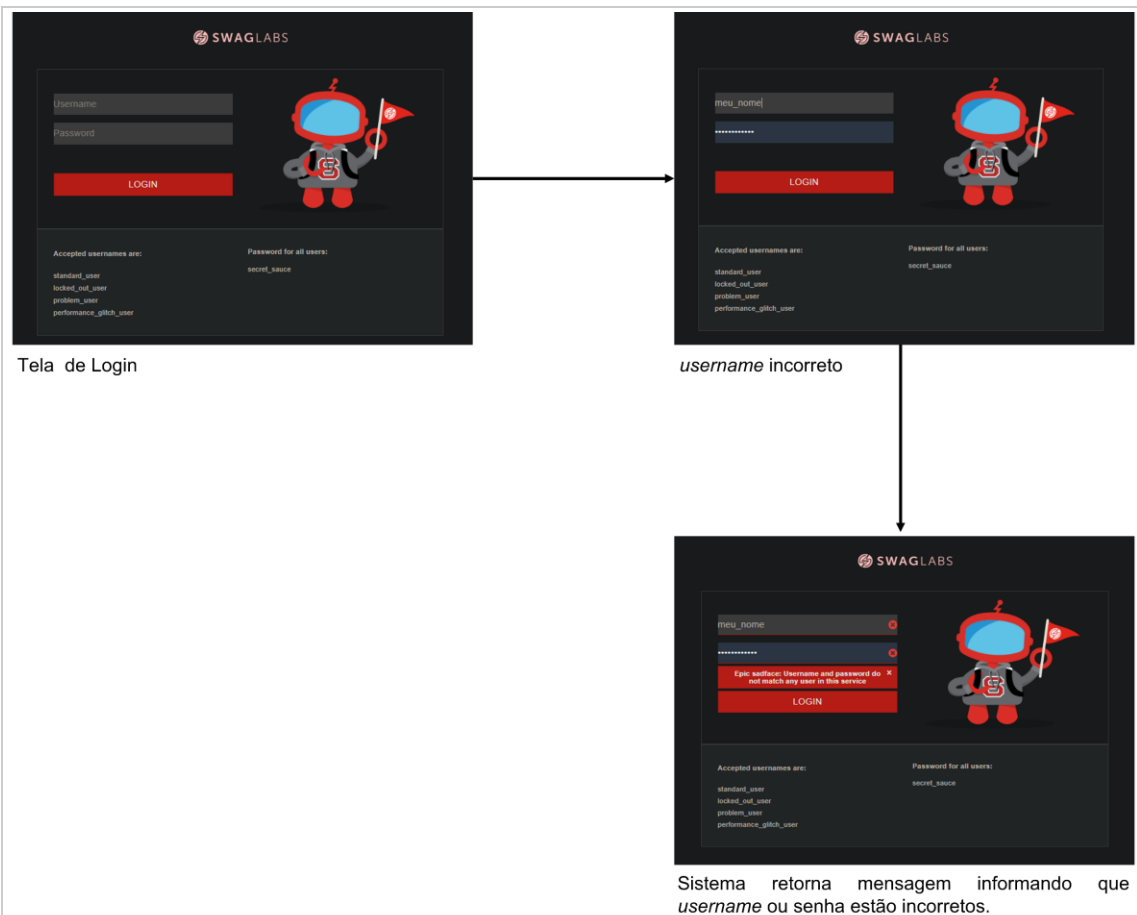 SWAGLABS
Username
Password
LOGIN
Accepted usernames are:
standard_user
locked_out_user
problem_user
performance_glitch_user
Password for all users:
secret_sauce
Tela de Login
SWAGLABS
meu_nome
••••••••••••
LOGIN
Accepted usernames are:
standard_user
locked_out_user
problem_user
performance_glitch_user
Password for all users:
secret_sauce
username incorreto
SWAGLABS
meu_nome
••••••••••••
Epic sadface: Username and password do
not match any user in this service
LOGIN
Accepted usernames are:
standard_user
locked_out_user
problem_user
performance_glitch_user
Password for all users:
secret_sauce
Sistema retorna mensagem informando que
username ou senha estão incorretos.